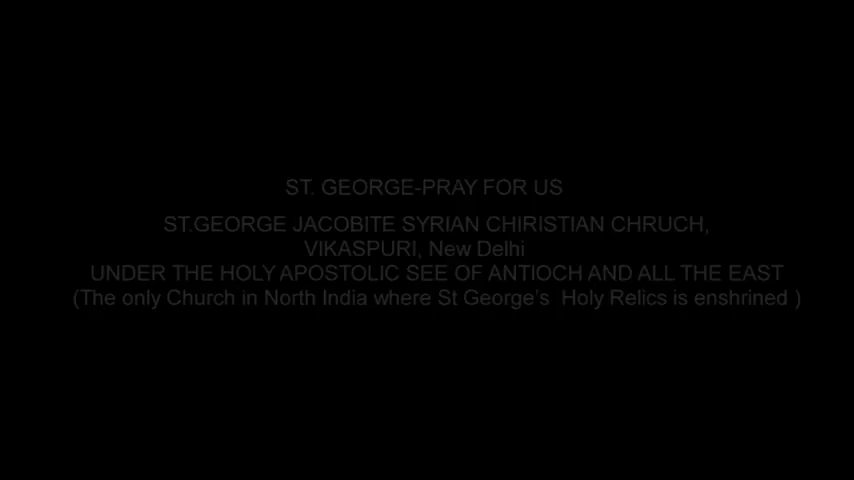 ST. GEORGE-PRAY FOR US
ST.GEORGE JACOBITE SYRIAN CHIRISTIAN CHRUCH,
VIKASPURI, New Delhi
UNDER THE HOLY APOSTOLIC SEE OF ANTIOCH AND ALL THE EAST
(The only Church in North India where St George’s  Holy Relics is enshrined )